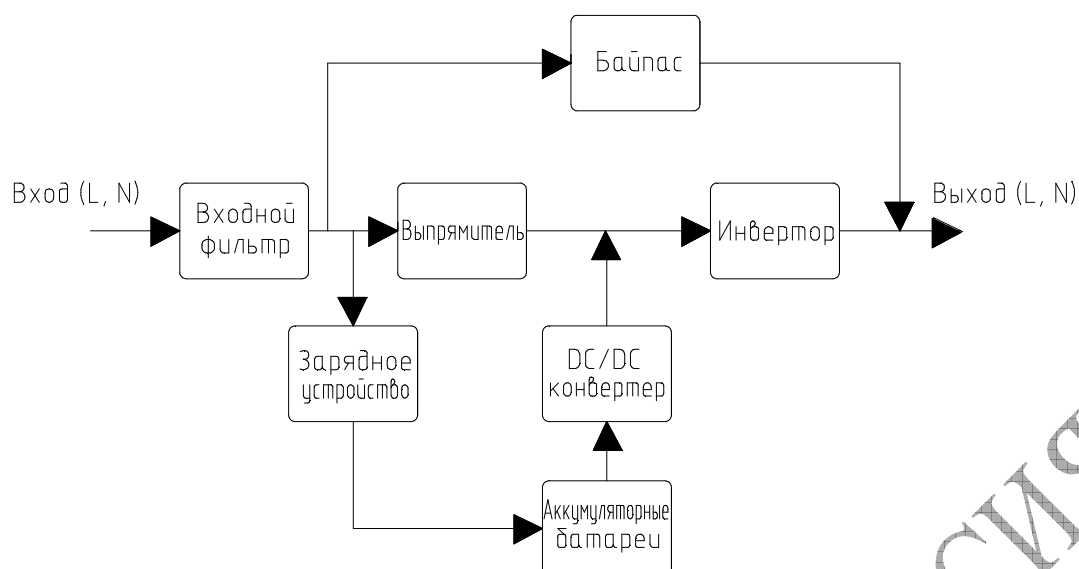 Байпас
Вход (L, N)
Входной
фильтр
Выпрямитель
Инвертор
Выход (L, N)
Зарядное
устройство
DC/DC
конвертер
Аккумуляторные
батареи